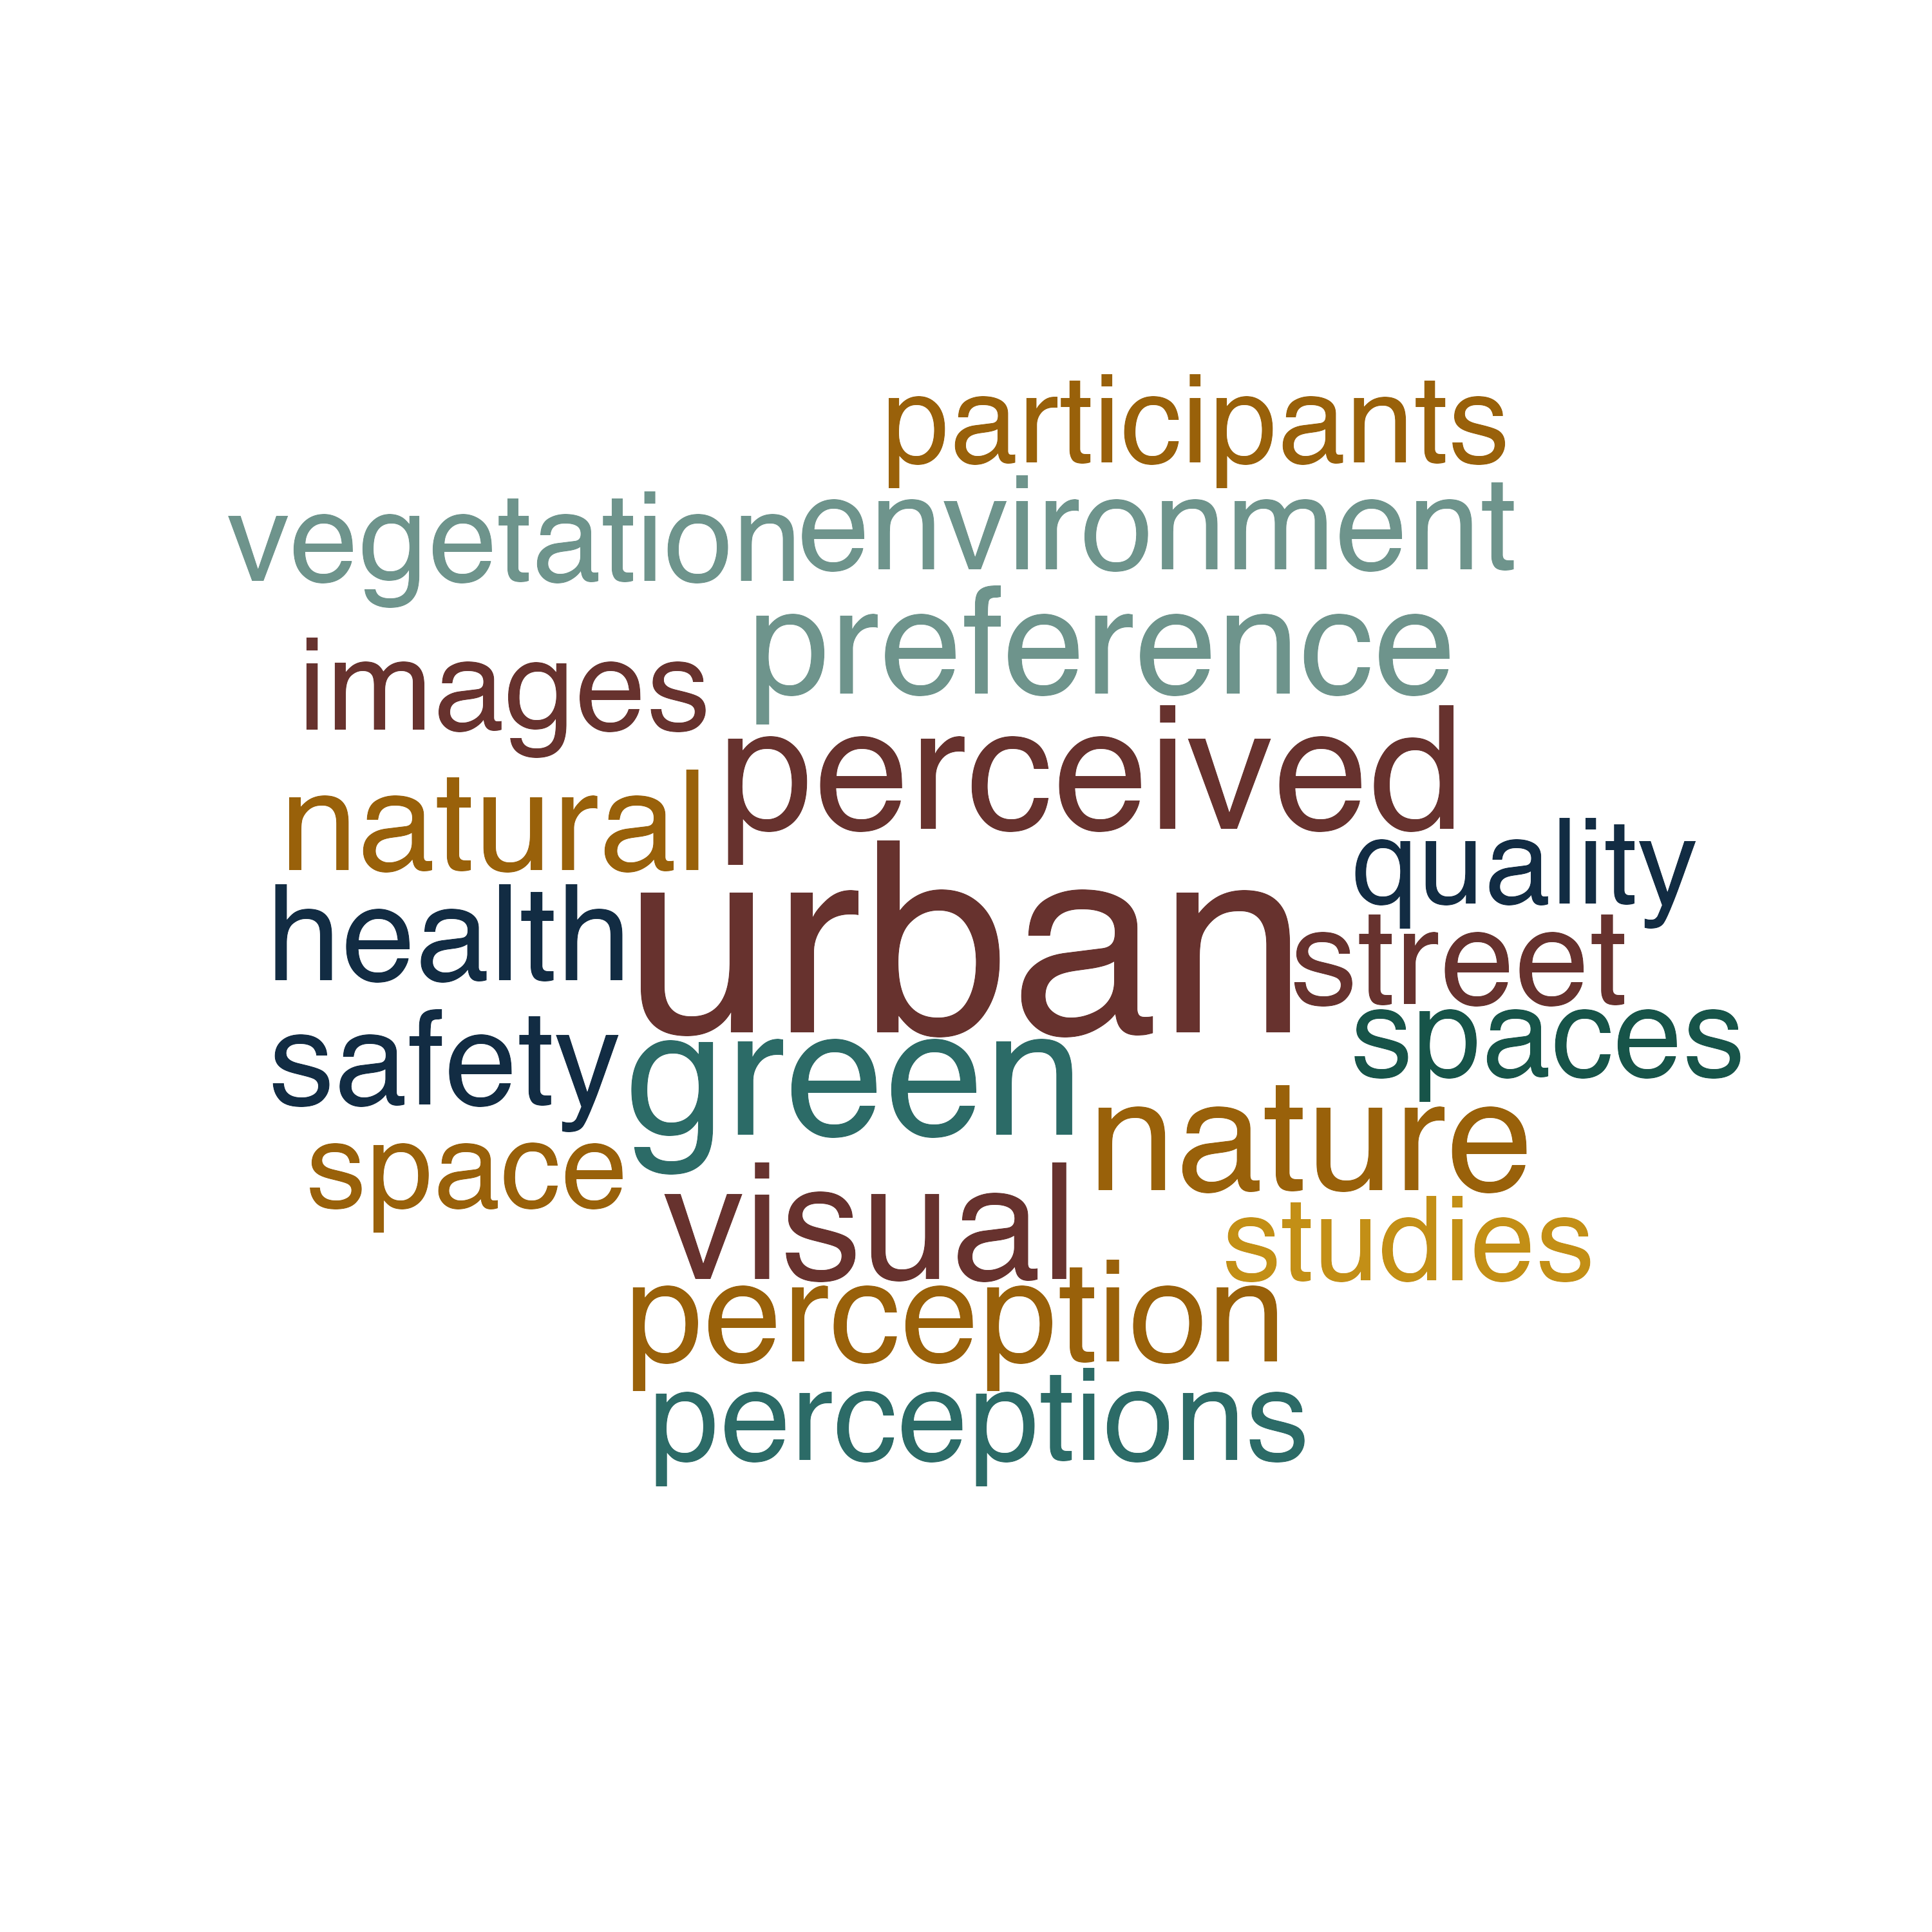 participants
vegetation environment
preference
images
perceived
natural
quality
urban
health
street
safety
spaces
green
nature
space
visual
studies
perception
perceptions